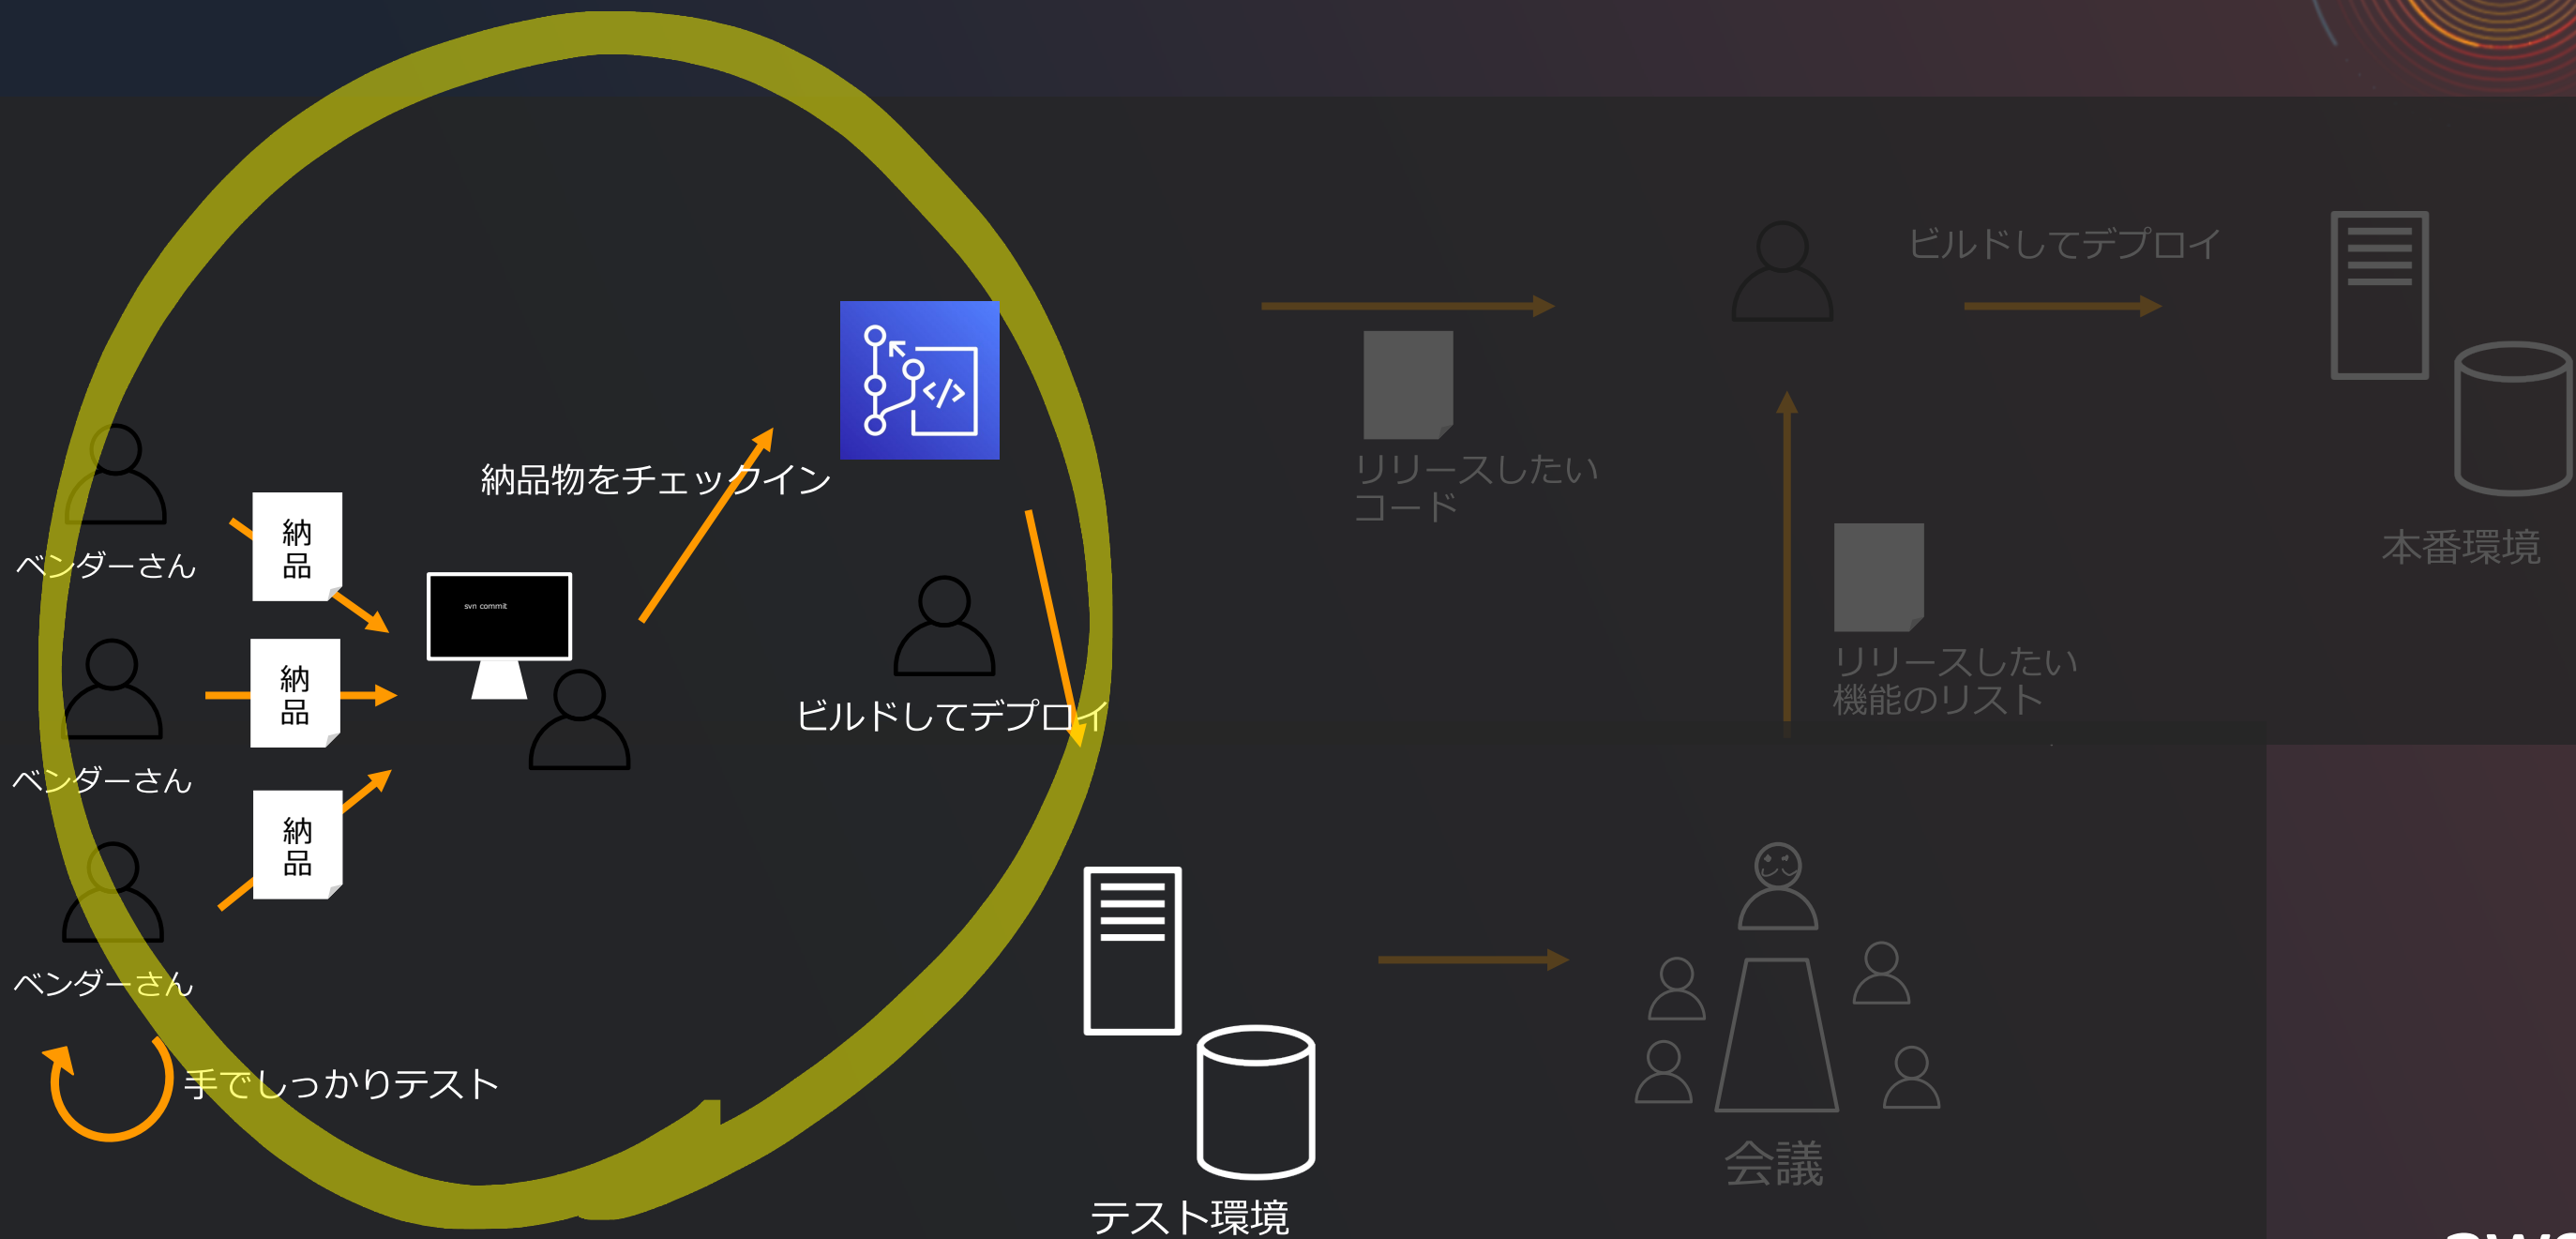 ビルドしてデプロイ
納品物をチェックイン
リリースしたい
コード
納
品
ベンダーさん
本番環境
svn commit
納
品
リリースしたい
機能のリスト
ビルドしてデプロイ
ベンダーさん
納
品
ベンダーさん
手でしっかりテスト
会議
テスト環境